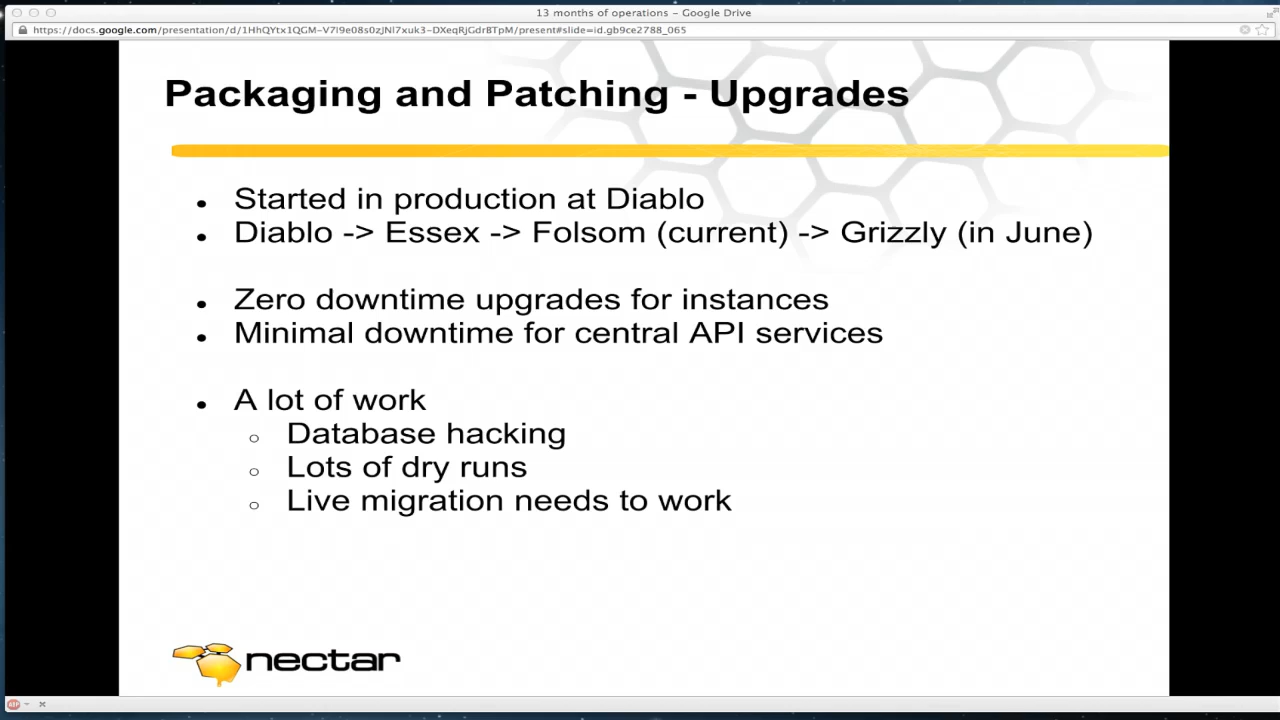 13 months of operations – Google Drive
https://docs.google.com/presentation/d/1HhQYtx1QGM-V7I9e08s0zJNl7xuk3-DXeqRjGdrBTpM/present#slide=id.gb9ce2788_065
Packaging and Patching - Upgrades
Started in production at Diablo
Diablo -> Essex -> Folsom (current) -> Grizzly (in June)
Zero downtime upgrades for instances
Minimal downtime for central API services
A lot of work
Database hacking
Lots of dry runs
Live migration needs to work
nectar
ABP